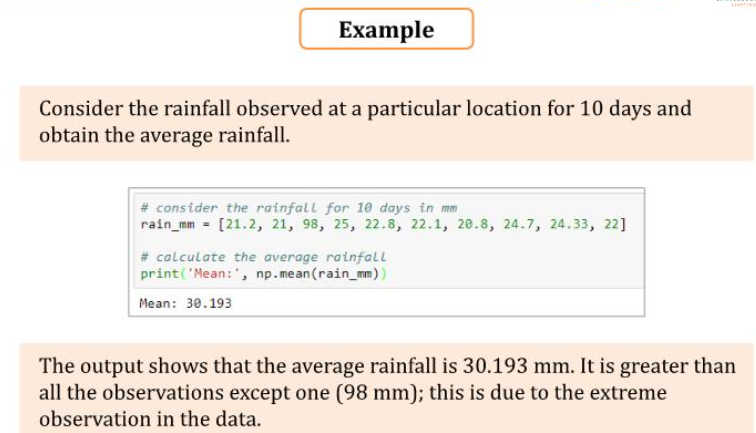 Example
Consider the rainfall observed at a particular location for 10 days and
obtain the average rainfall.
# consider the rainfall for 10 days in mm
rain_mm = [21.2, 21, 98, 25, 22.8, 22.1, 20.8, 24.7, 24.33, 22]
# calculate the average rainfall
print('Mean:', np.mean(rain_mm))
Mean: 30.193
The output shows that the average rainfall is 30.193 mm. It is greater than
all the observations except one (98 mm); this is due to the extreme
observation in the data.